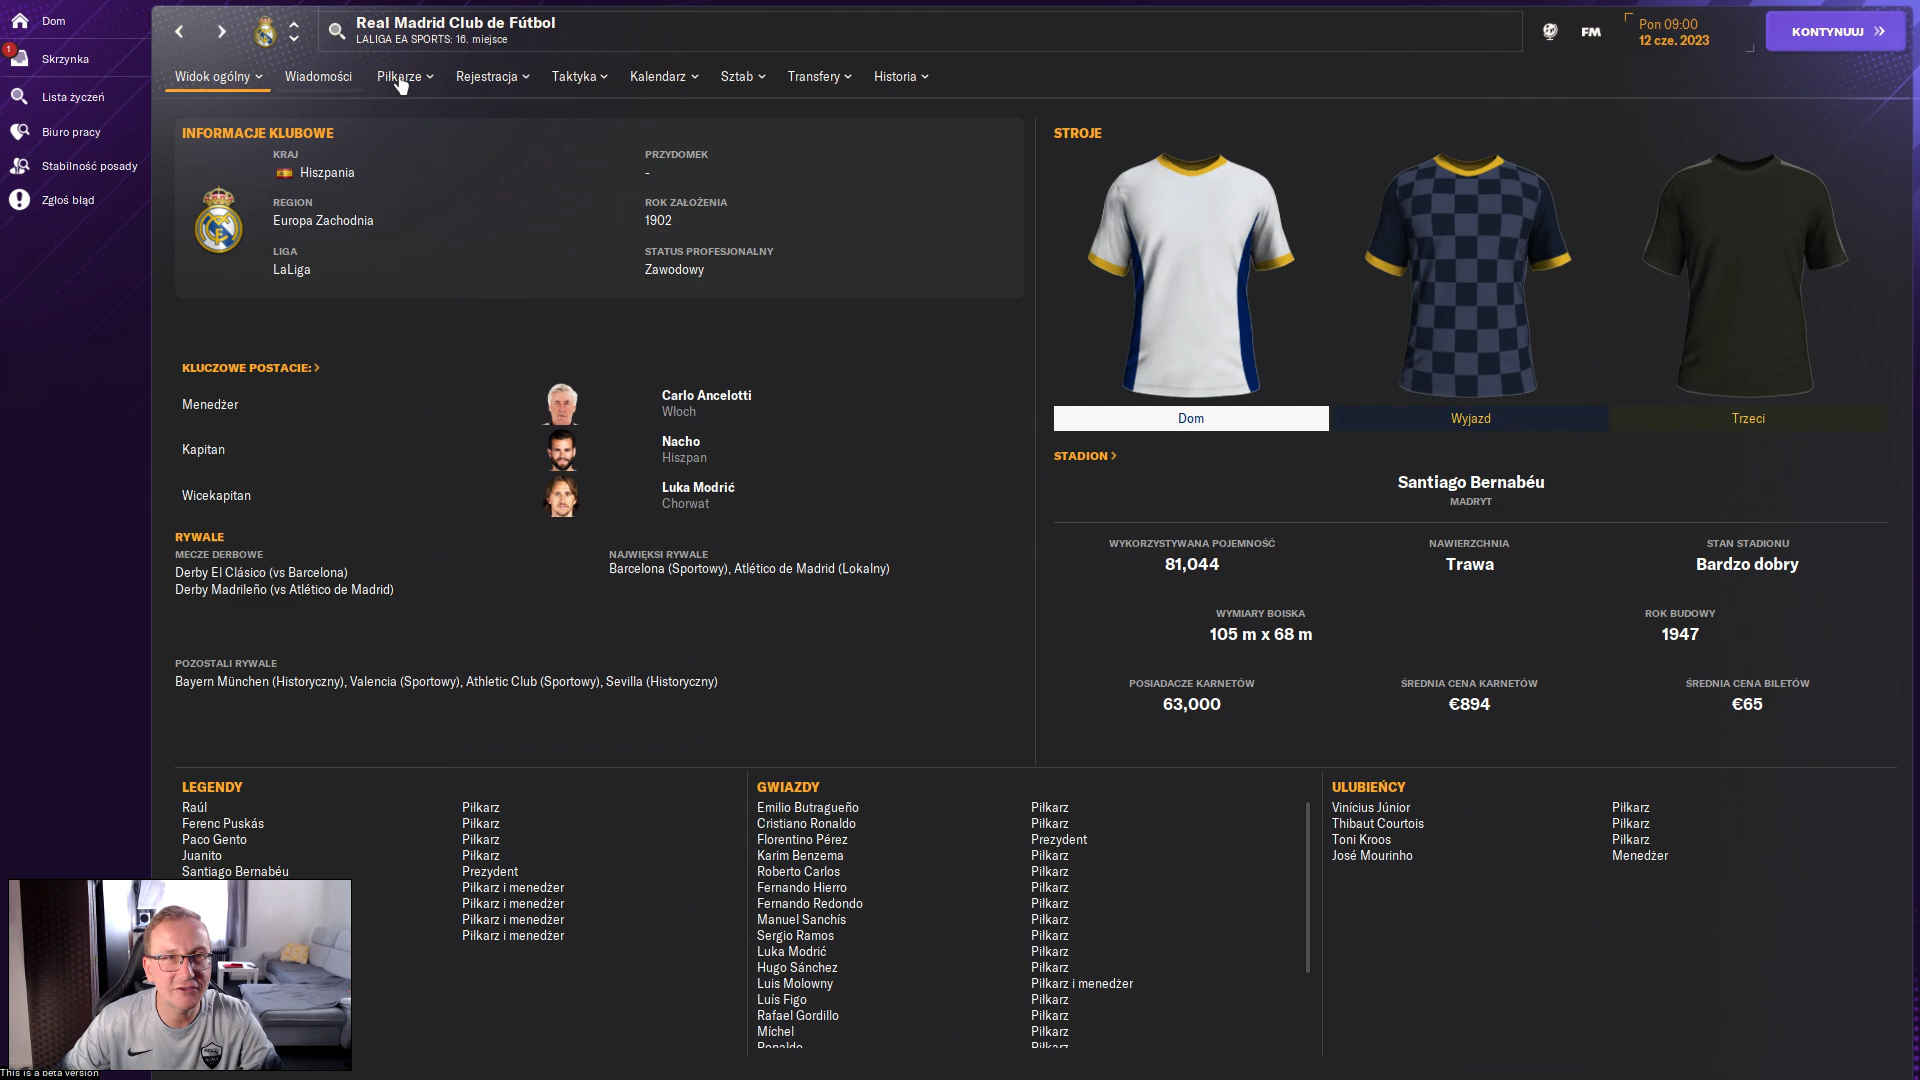 Dom
Skrzynka
1
Lista życzeń
Biuro pracy
Stabilność posady
Zgłoś błąd
Real Madrid Club de Fútbol
LALIGA EA SPORTS: 16. miejsce
FM
Pon 09:00
12 cze. 2023
KONTYNUUJ
Widok ogólny
Wiadomości
Piłkarze
Rejestracja
Taktyka
Kalendarz
Sztab
Transfery
Historia
INFORMACJE KLUBOWE
KRAJ
Hiszpania
PRZYDOMEK
-
REGION
Europa Zachodnia
ROK ZAŁOŻENIA
1902
LIGA
LaLiga
STATUS PROFESJONALNY
Zawodowy
KLUCZOWE POSTACIE:
Menedżer
Carlo Ancelotti
Włoch
Kapitan
Nacho
Hiszpan
Wicekapitan
Luka Modrić
Chorwat
RYWALE
MECZE DERBOWE
Derby El Clásico (vs Barcelona)
Derby Madrileño (vs Atlético de Madrid)
NAJWIĘKSI RYWALE
Barcelona (Sportowy), Atlético de Madrid (Lokalny)
POZOSTALI RYWALE
Bayern München (Historyczny), Valencia (Sportowy), Athletic Club (Sportowy), Sevilla (Historyczny)
STROJE
Dom
Wyjazd
Trzeci
STADION
Santiago Bernabéu
MADRYT
WYKORZYSTYWANA POJEMNOŚĆ
81,044
NAWIERZCHNIA
Trawa
STAN STADIONU
Bardzo dobry
WYMIARY BOISKA
105 m x 68 m
ROK BUDOWY
1947
POSIADACZE KARNETÓW
63,000
ŚREDNIA CENA KARNETÓW
€894
ŚREDNIA CENA BILETÓW
€65
LEGENDY
Raúl Piłkarz
Ferenc Puskás Piłkarz
Paco Gento Piłkarz
Juanito Piłkarz
Santiago Bernabéu Prezydent
Piłkarz i menedżer
Piłkarz i menedżer
Piłkarz i menedżer
Piłkarz i menedżer
GWIAZDY
Emilio Butragueño Piłkarz
Cristiano Ronaldo Piłkarz
Florentino Pérez Prezydent
Karim Benzema Piłkarz
Roberto Carlos Piłkarz
Fernando Hierro Piłkarz
Fernando Redondo Piłkarz
Manuel Sanchís Piłkarz
Sergio Ramos Piłkarz
Luka Modrić Piłkarz
Hugo Sánchez Piłkarz
Luis Molowny Piłkarz i menedżer
Luís Figo Piłkarz
Rafael Gordillo Piłkarz
Míchel Piłkarz
Ronaldo Piłkarz
ULUBIEŃCY
Vinícius Júnior Piłkarz
Thibaut Courtois Piłkarz
Toni Kroos Piłkarz
José Mourinho Menedżer
This is a beta version